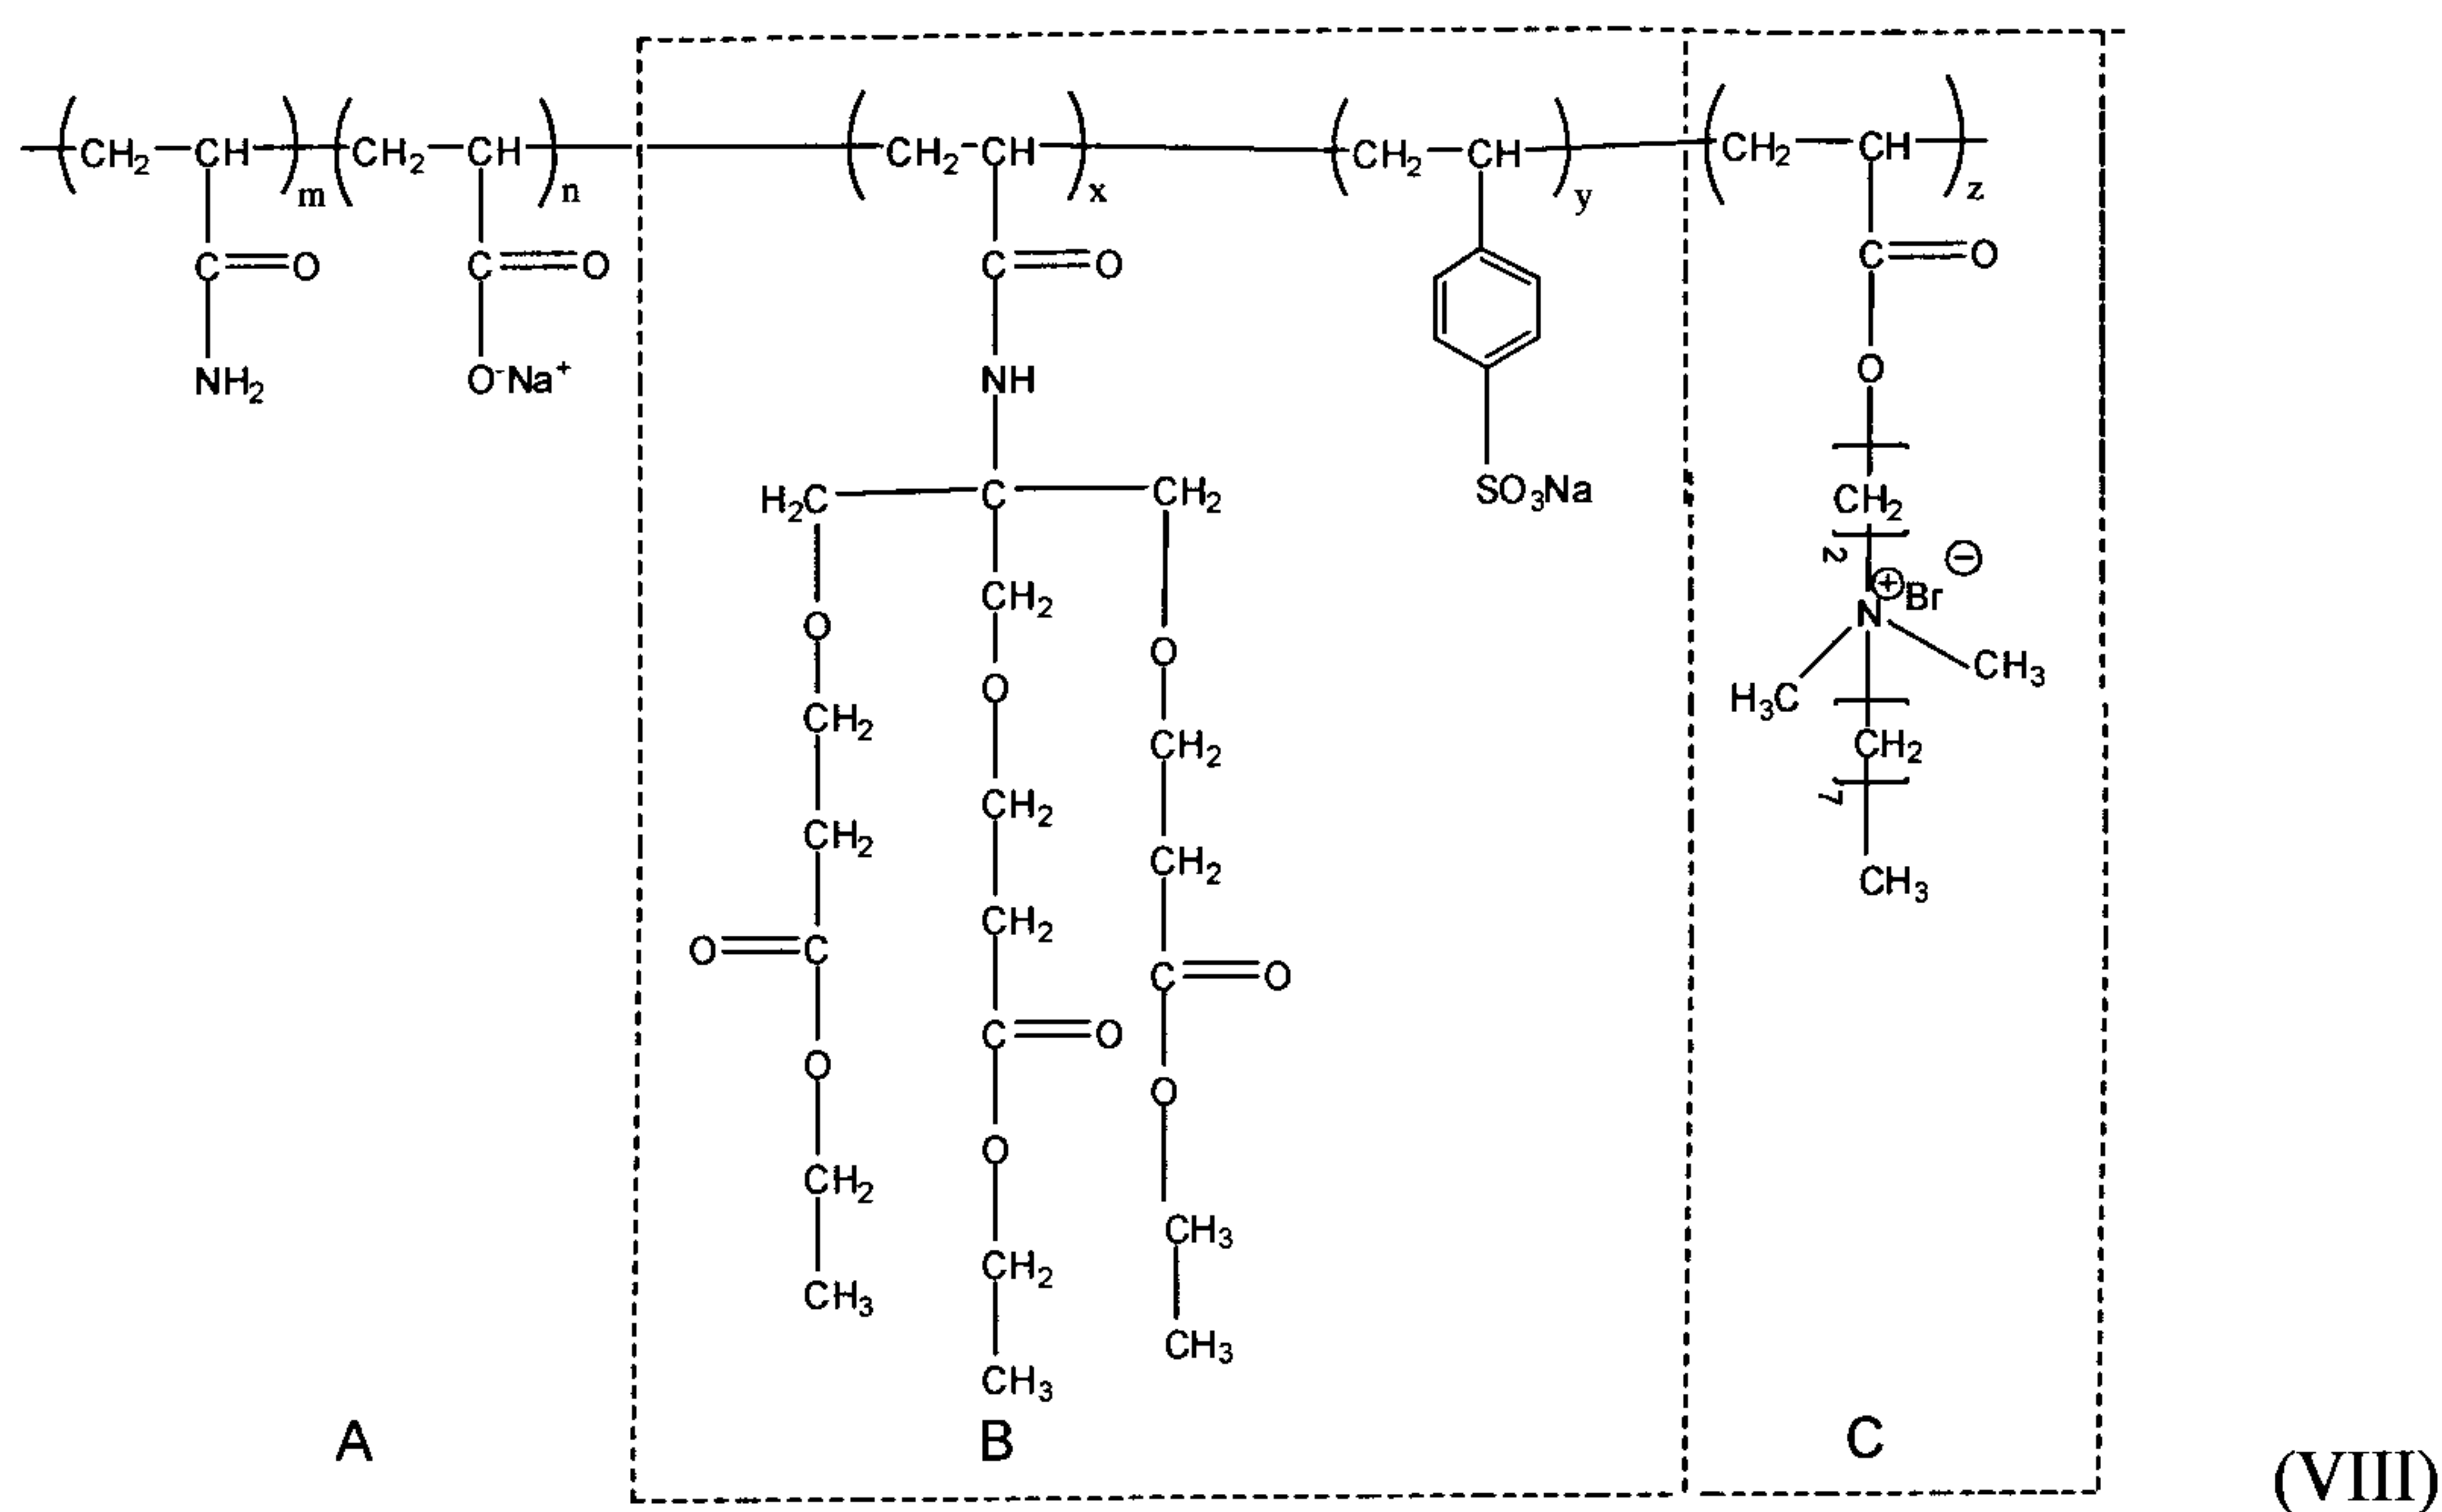 CH₂ CH m CH₂ CH n CH₂ CH x CH₂ CH y CH₂ CH z
C O C O C O C O
NH₂ O⁻Na⁺ NH O
H₂C C CH₂ SO₃Na CH₂
2 ⊕ Br ⊖
O CH₂ O N
H₃C CH₃
O
CH₂ CH₂ CH₂
7
CH₂ CH₂ CH₂
CH₃
O C CH₂ C O
O C O O
CH₂ O CH₃
CH₃ CH₂ CH₃
CH₃
A B C
(VIII)